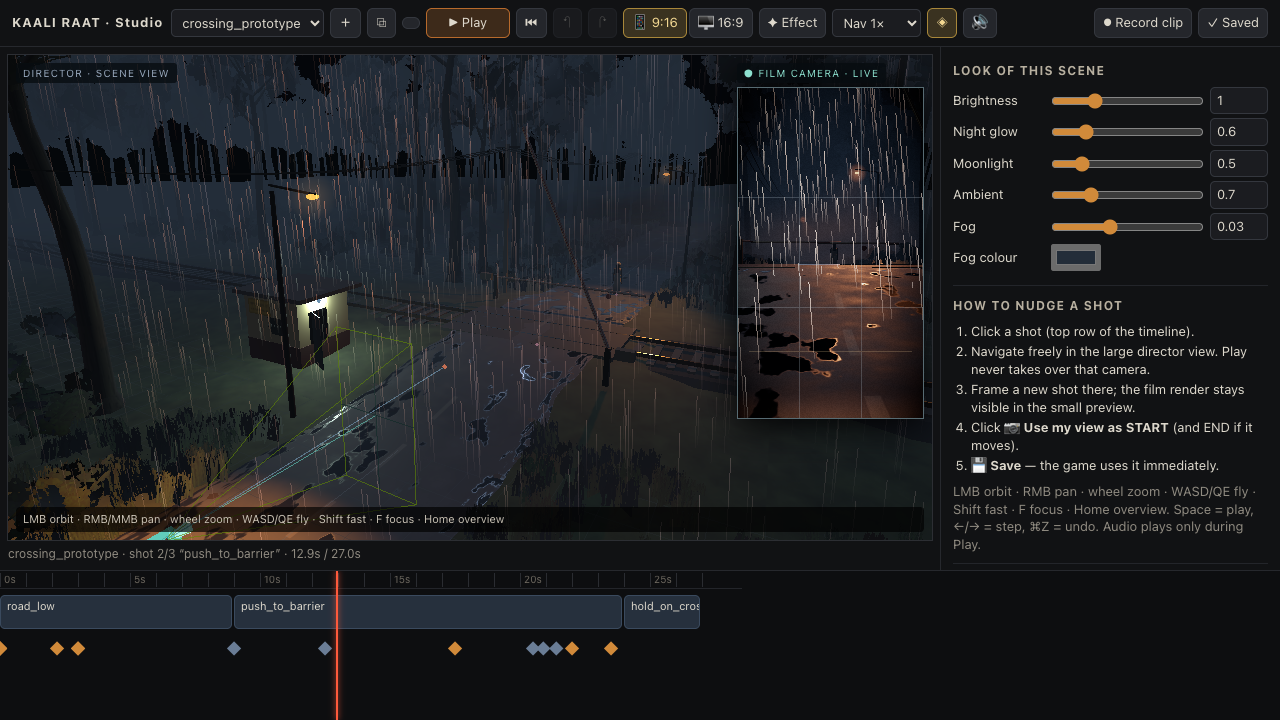 KAALI RAAT · Studio
crossing_prototype
+
Play
9:16
16:9
Effect
Nav 1×
Record clip
✓ Saved
DIRECTOR · SCENE VIEW
FILM CAMERA · LIVE
LMB orbit · RMB/MMB pan · wheel zoom · WASD/QE fly · Shift fast · F focus · Home overview
crossing_prototype · shot 2/3 “push_to_barrier” · 12.9s / 27.0s
LOOK OF THIS SCENE
Brightness 1
Night glow 0.6
Moonlight 0.5
Ambient 0.7
Fog 0.03
Fog colour
HOW TO NUDGE A SHOT
1. Click a shot (top row of the timeline).
2. Navigate freely in the large director view. Play
never takes over that camera.
3. Frame a new shot there; the film render stays
visible in the small preview.
4. Click 📷 Use my view as START (and END if it
moves).
5. 💾 Save — the game uses it immediately.
LMB orbit · RMB pan · wheel zoom · WASD/QE fly ·
Shift fast · F focus · Home overview. Space = play,
←/→ = step, ⌘Z = undo. Audio plays only during
Play.
0s 5s 10s 15s 20s 25s
road_low
push_to_barrier
hold_on_cros